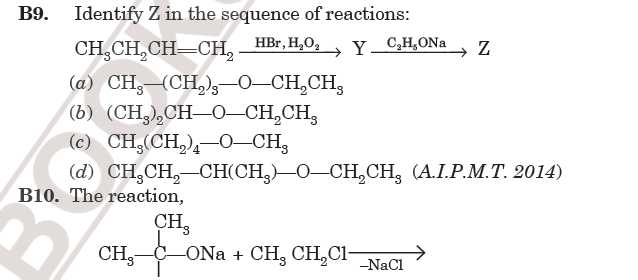 B9. Identify Z in the sequence of reactions:
CH₃CH₂CH=CH₂ —HBr, H₂O₂→ Y —C₂H₅ONa→ Z
(a) CH₃—(CH₂)₃—O—CH₂CH₃
(b) (CH₃)₂CH—O—CH₂CH₃
(c) CH₃(CH₂)₄—O—CH₃
(d) CH₃CH₂—CH(CH₃)—O—CH₂CH₃ (A.I.P.M.T. 2014)
B10. The reaction,
CH₃
CH₃—C—ONa + CH₃ CH₂Cl —–NaCl→